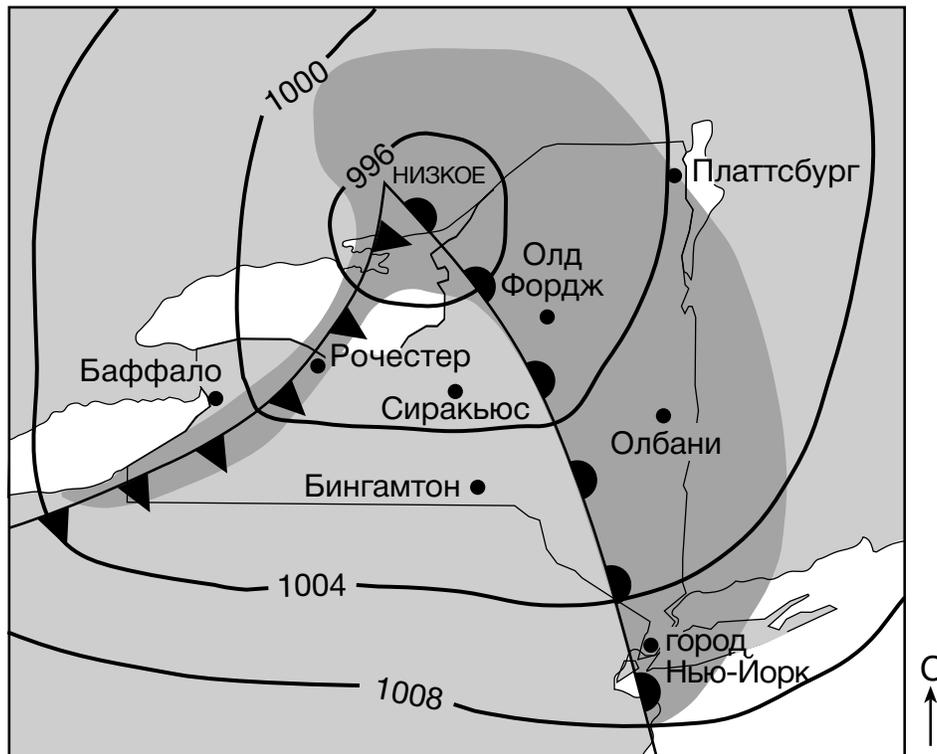 1000
996
НИЗКОЕ
Платтсбург
Олд
Фордж
Рочестер
Баффало
Сиракьюс
Олбани
Бингамтон
1004
город
Нью-Йорк
С
1008